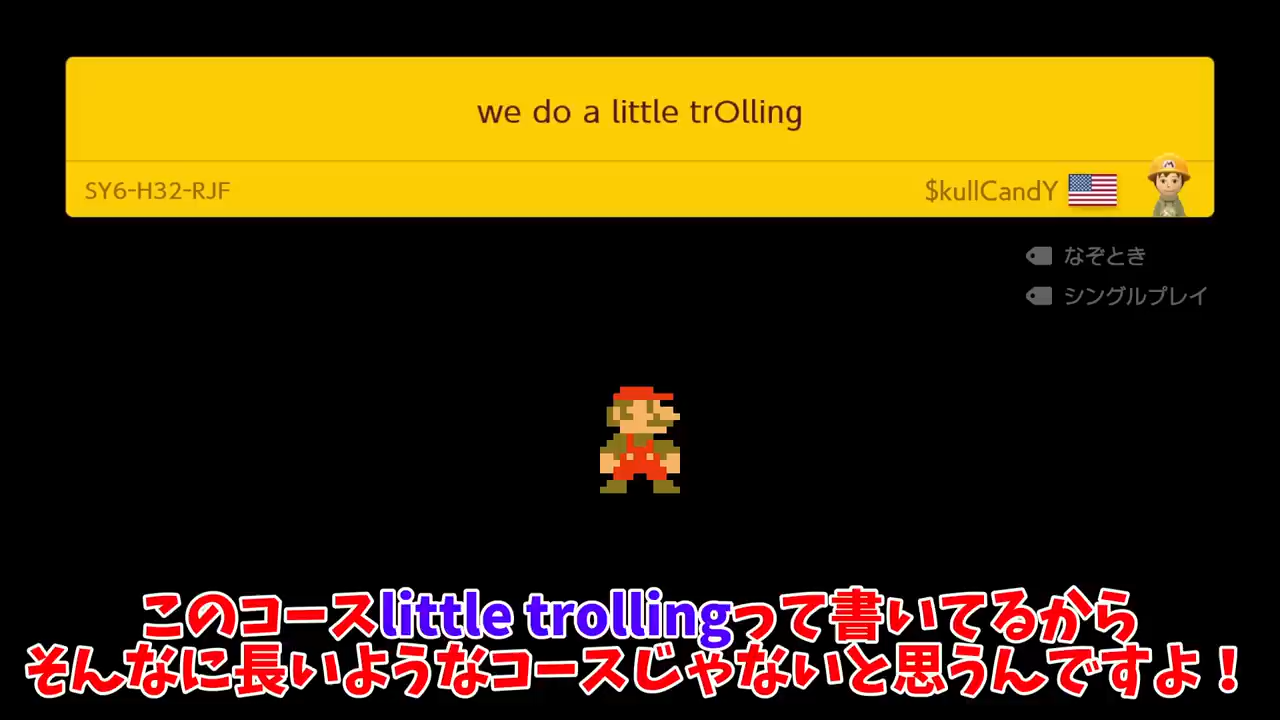 we do a little trOlling
SY6-H32-RJF
$kullCandY
なぞとき
シングルプレイ
このコースlittle trollingって書いてるから
そんなに長いようなコースじゃないと思うんですよ！